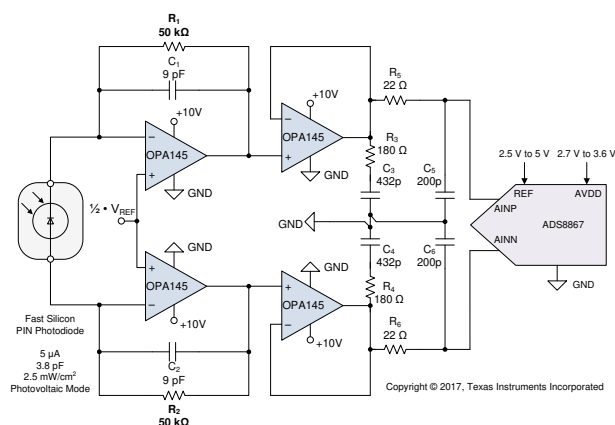 R1
50 kΩ
C1
9 pF
+10V
OPA145
GND
+10V
OPA145
GND
R5
22 Ω
R3
180 Ω
C3
432p
C5
200p
2.5 V to 5 V
2.7 V to 3.6 V
REF
AVDD
AINP
ADS8867
AINN
GND
½ • VREF
GND
C4
432p
C6
200p
GND
OPA145
+10V
GND
OPA145
+10V
R4
180 Ω
R6
22 Ω
Fast Silicon
PIN Photodiode
5 µA
3.8 pF
2.5 mW/cm²
Photovoltaic Mode
C2
9 pF
R2
50 kΩ
Copyright © 2017, Texas Instruments Incorporated